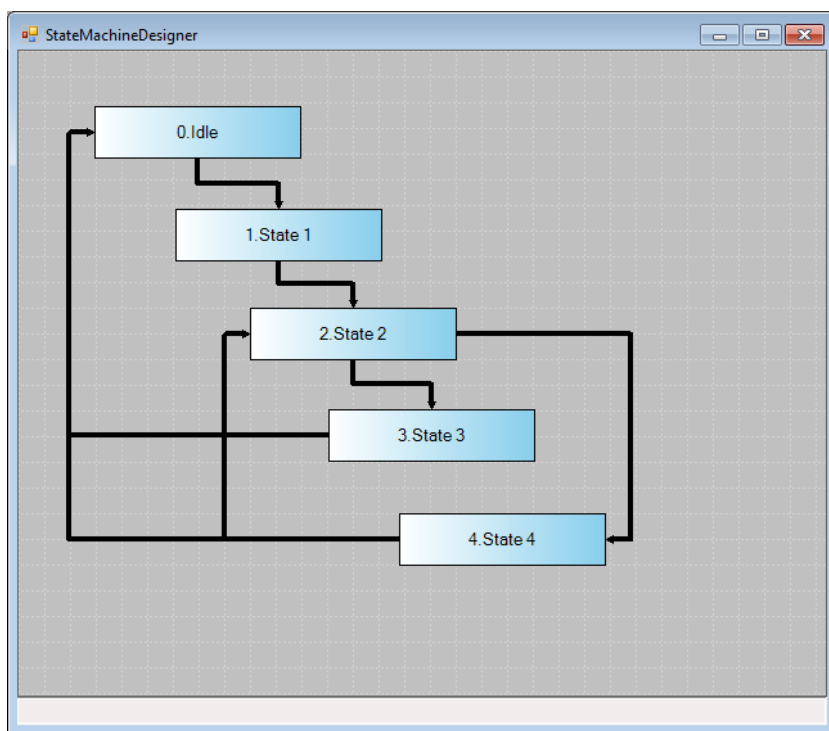 StateMachineDesigner
0.Idle
1.State 1
2.State 2
3.State 3
4.State 4